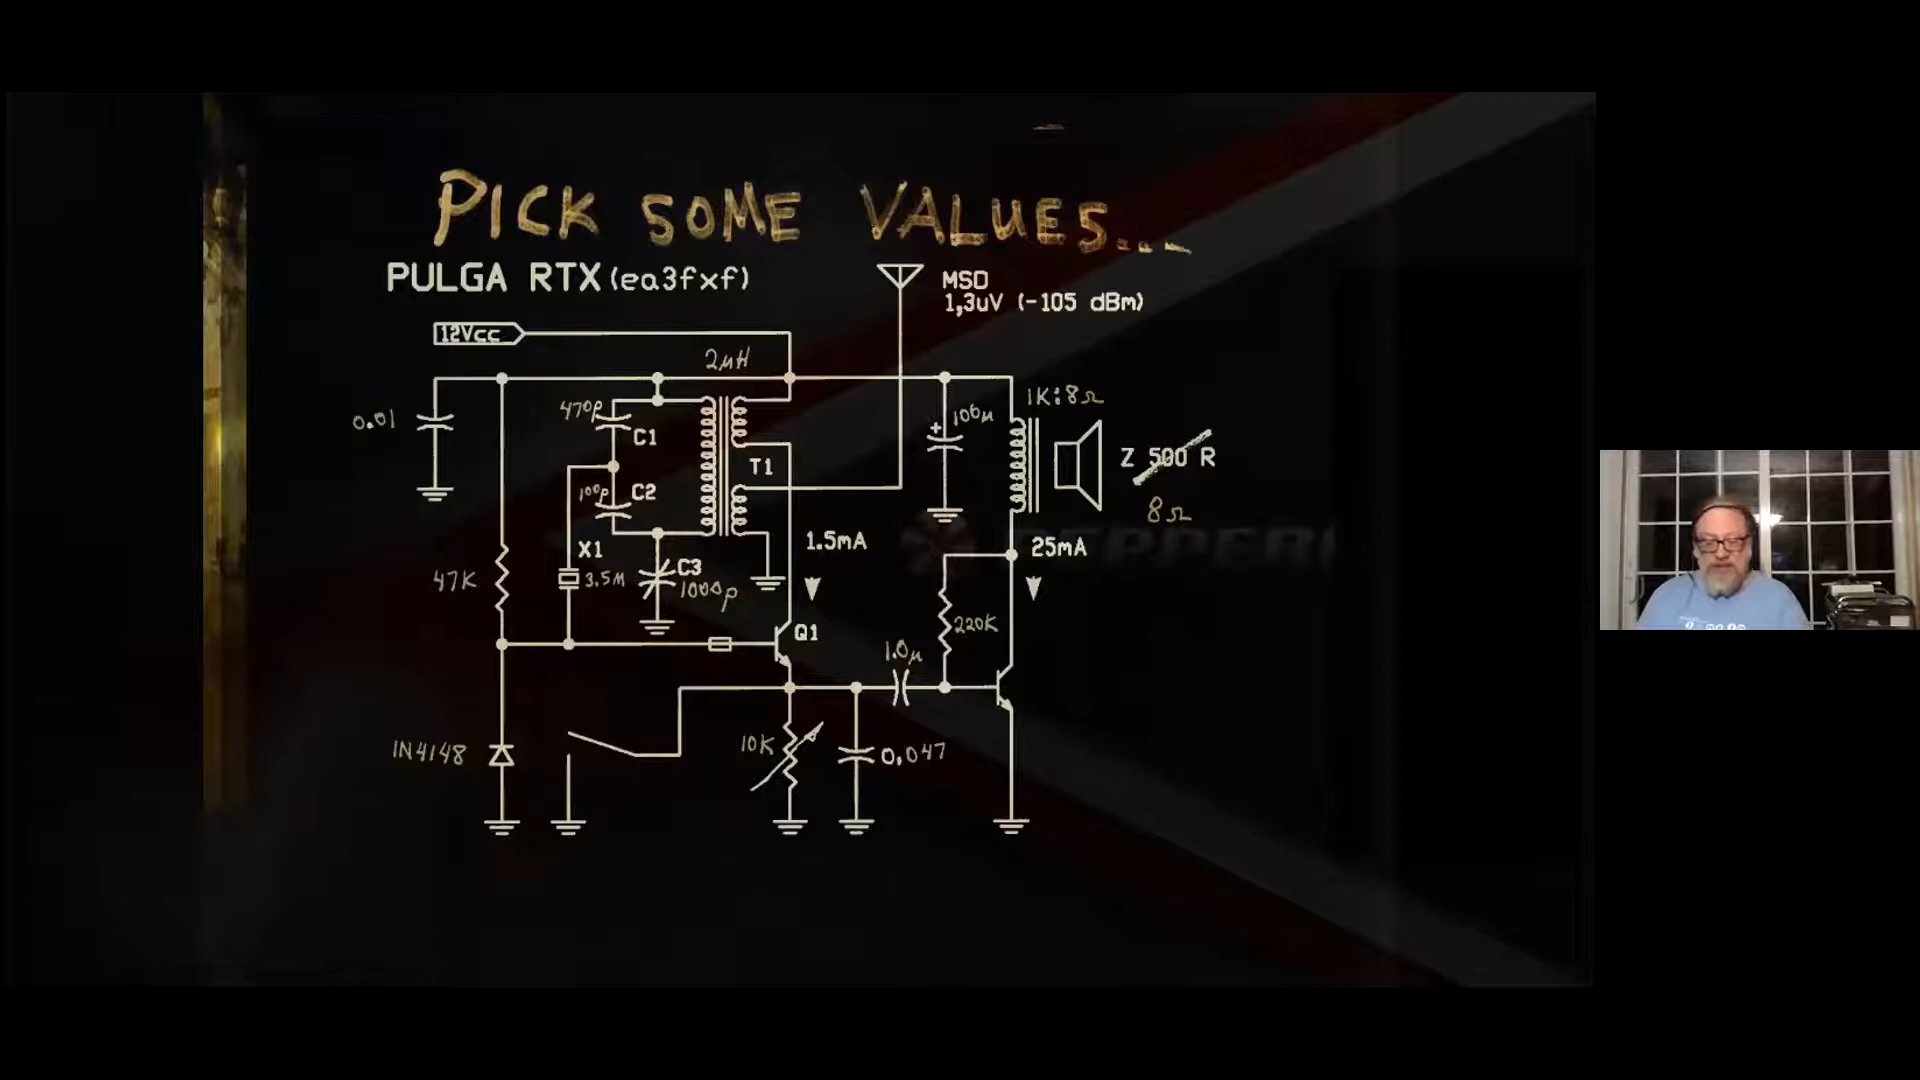 PICK SOME VALUES...
PULGA RTX (ea3fxf)
MSD
1,3uV (-105 dBm)
12Vcc
2µH
1K:8Ω
0.01
470p
C1
100µ
+
T1
Z 500 R
100p
C2
8Ω
1.5mA
25mA
X1
47K
3.5M
C3
1000p
Q1
220K
1.0µ
1N4148
10K
0,047